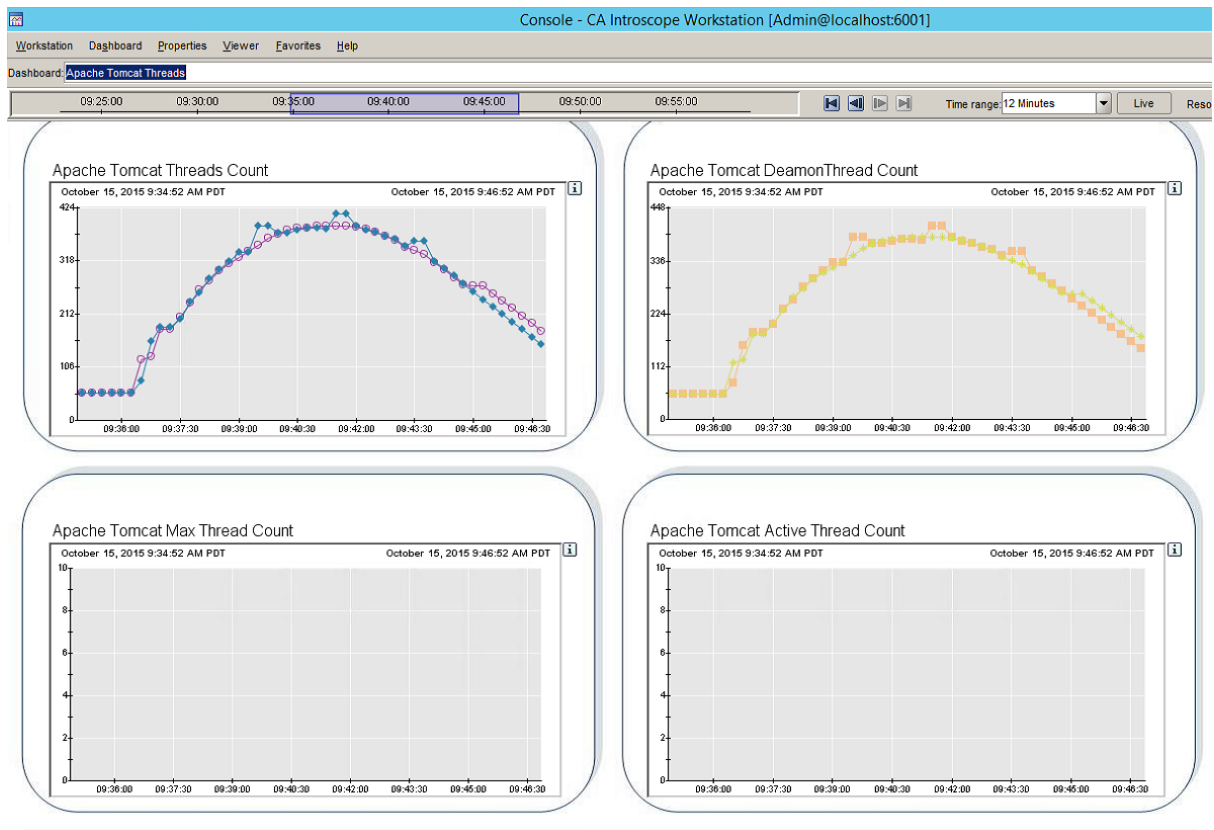 Console - CA Introscope Workstation [Admin@localhost:6001]
Workstation Dashboard Properties Viewer Favorites Help
Dashboard: Apache Tomcat Threads
09:25:00 09:30:00 09:35:00 09:40:00 09:45:00 09:50:00 09:55:00 Time range: 12 Minutes Live Reso
Apache Tomcat Threads Count
October 15, 2015 9:34:52 AM PDT October 15, 2015 9:46:52 AM PDT
424
318
212
106
0
09:36:00 09:37:30 09:39:00 09:40:30 09:42:00 09:43:30 09:45:00 09:46:30
Apache Tomcat DeamonThread Count
October 15, 2015 9:34:52 AM PDT October 15, 2015 9:46:52 AM PDT
448
336
224
112
0
09:36:00 09:37:30 09:39:00 09:40:30 09:42:00 09:43:30 09:45:00 09:46:30
Apache Tomcat Max Thread Count
October 15, 2015 9:34:52 AM PDT October 15, 2015 9:46:52 AM PDT
10
8
6
4
2
0
09:36:00 09:37:30 09:39:00 09:40:30 09:42:00 09:43:30 09:45:00 09:46:30
Apache Tomcat Active Thread Count
October 15, 2015 9:34:52 AM PDT October 15, 2015 9:46:52 AM PDT
10
8
6
4
2
0
09:36:00 09:37:30 09:39:00 09:40:30 09:42:00 09:43:30 09:45:00 09:46:30